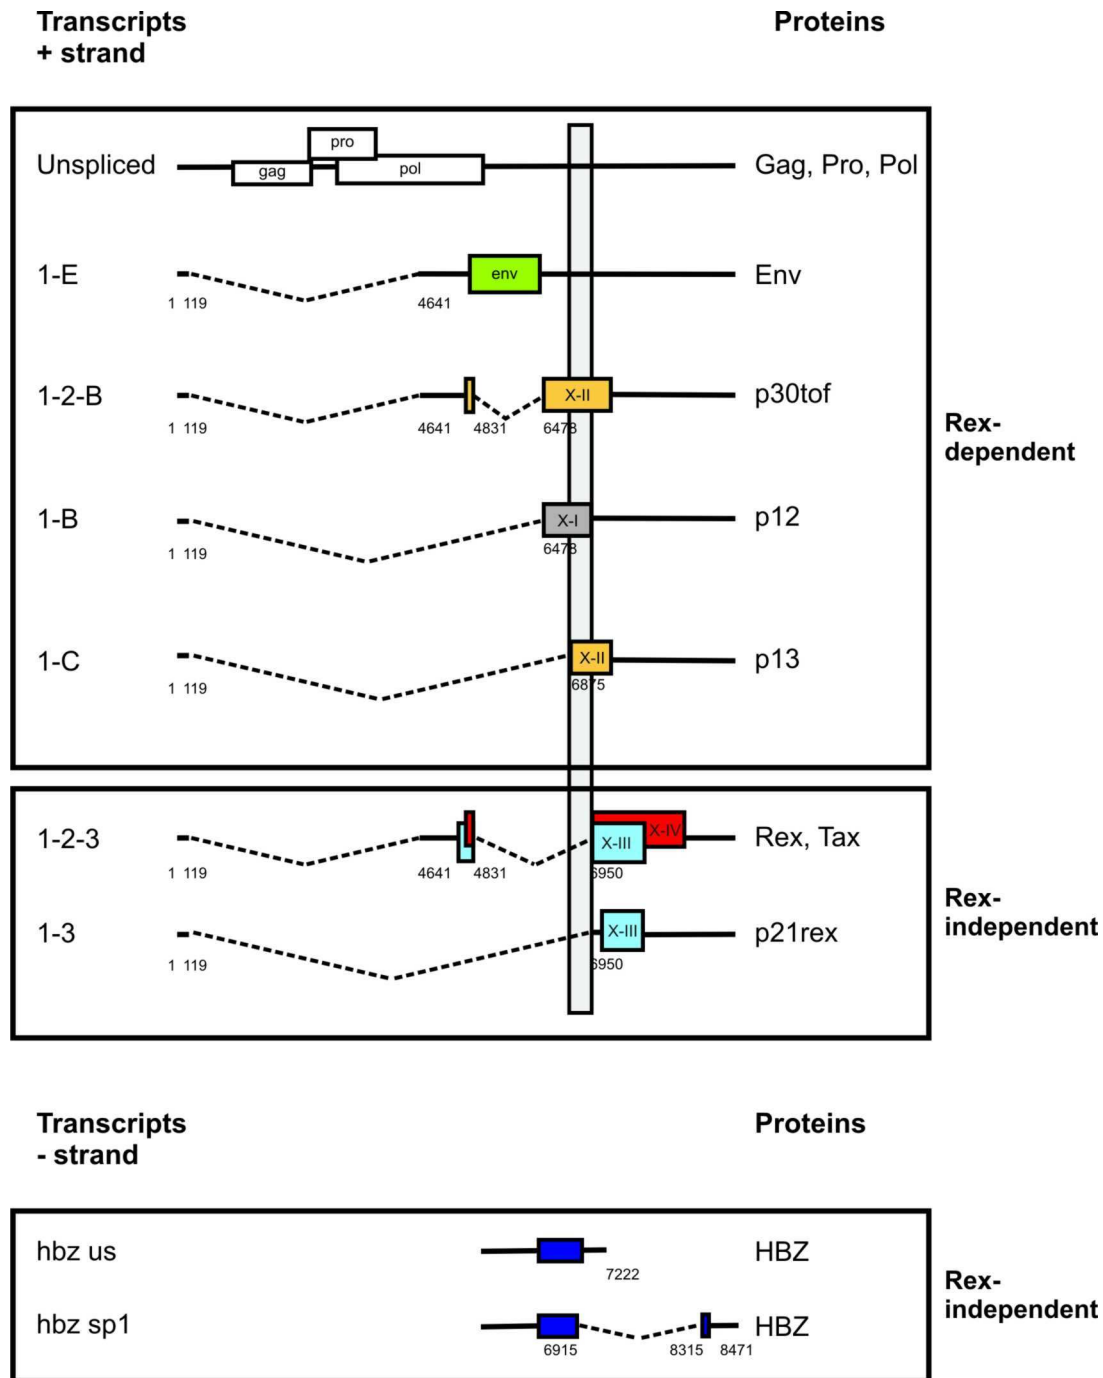 Transcripts
+ strand
Proteins
Unspliced
gag
pro
pol
Gag, Pro, Pol
1-E
1 119
4641
env
Env
1-2-B
1 119
4641
4831
6478
X-II
p30tof
1-B
1 119
6478
X-I
p12
1-C
1 119
6875
X-II
p13
Rex-
dependent
1-2-3
1 119
4641
4831
6950
X-III
X-IV
Rex, Tax
1-3
1 119
6950
X-III
p21rex
Rex-
independent
Transcripts
- strand
Proteins
hbz us
7222
HBZ
hbz sp1
6915
8315
8471
HBZ
Rex-
independent